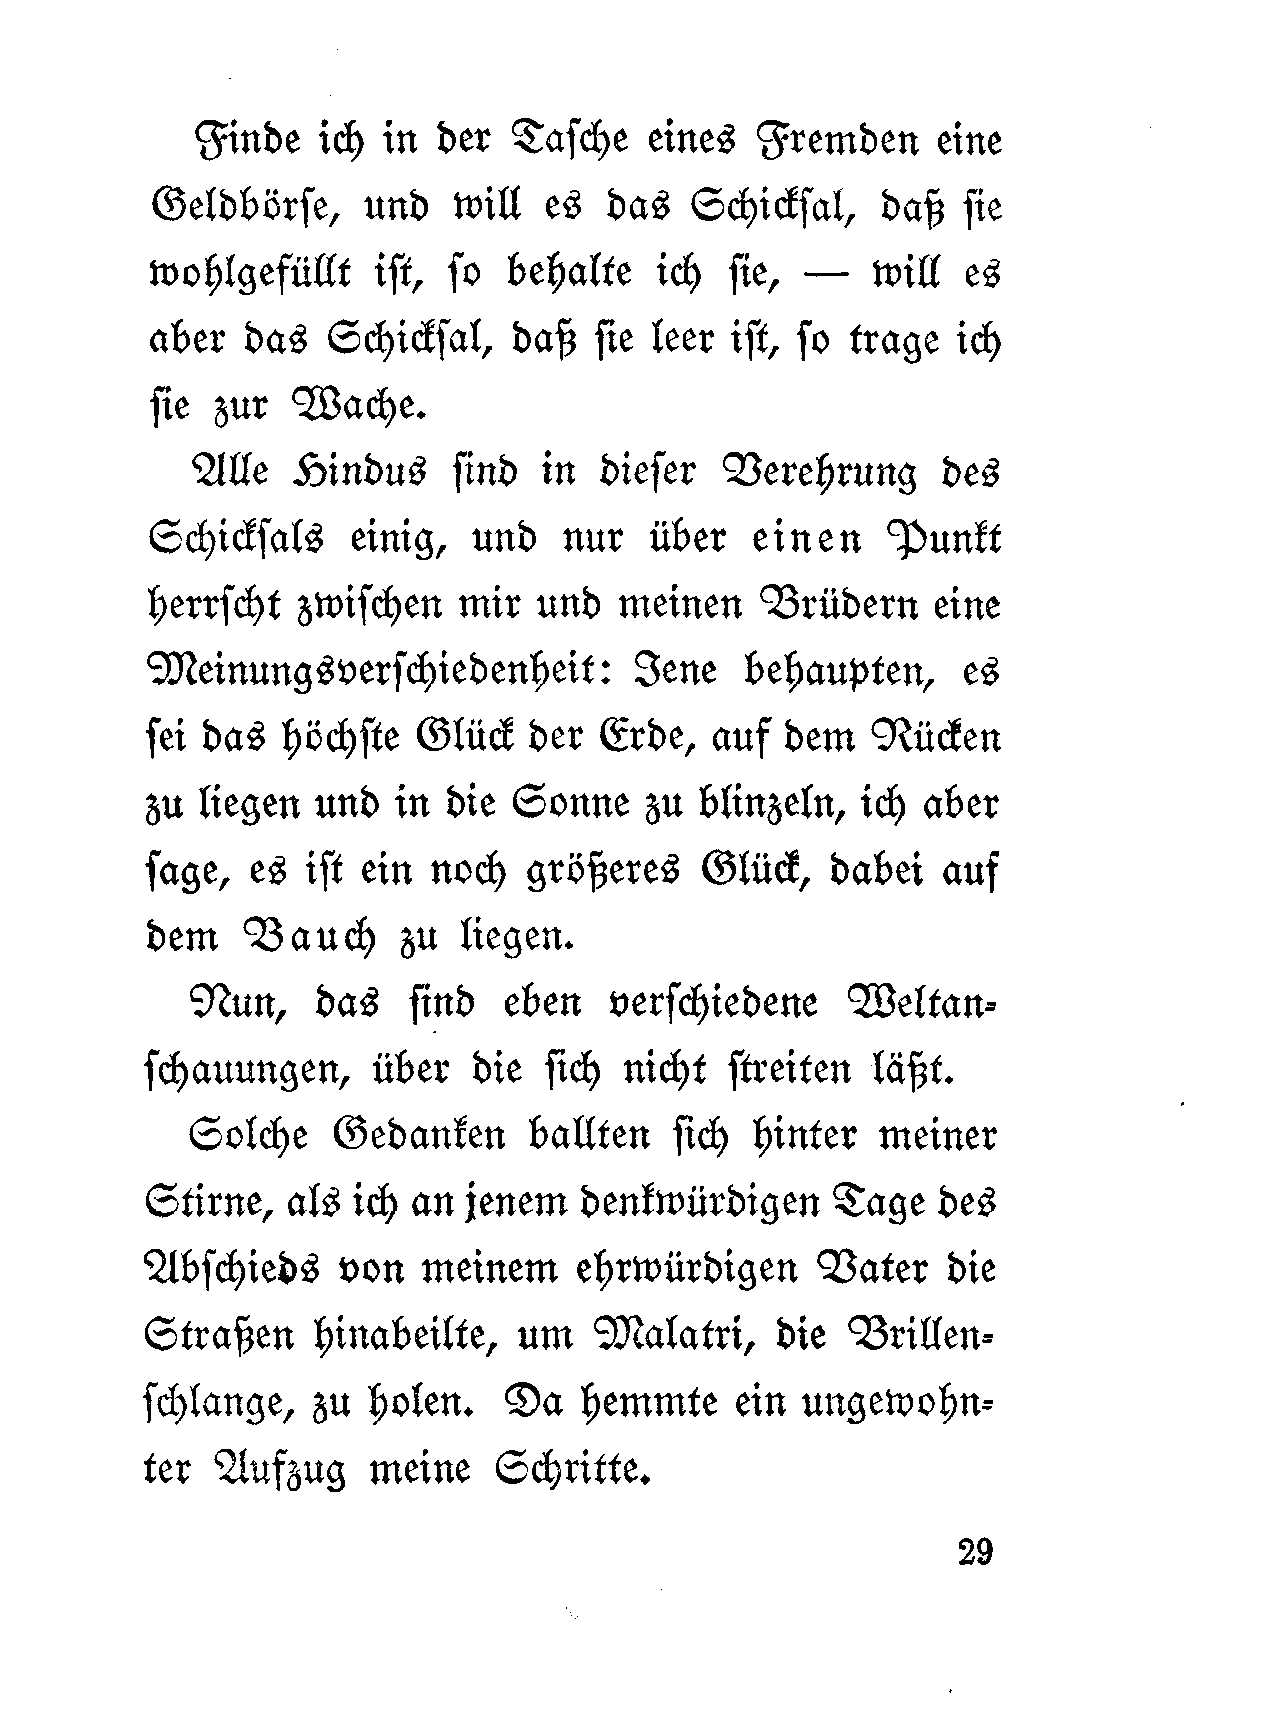 Finde ich in der Tasche eines Fremden eine
Geldbörse, und will es das Schicksal, daß sie
wohlgefüllt ist, so behalte ich sie, — will es
aber das Schicksal, daß sie leer ist, so trage ich
sie zur Wache.
Alle Hindus sind in dieser Verehrung des
Schicksals einig, und nur über einen Punkt
herrscht zwischen mir und meinen Brüdern eine
Meinungsverschiedenheit: Jene behaupten, es
sei das höchste Glück der Erde, auf dem Rücken
zu liegen und in die Sonne zu blinzeln, ich aber
sage, es ist ein noch größeres Glück, dabei auf
dem Bauch zu liegen.
Nun, das sind eben verschiedene Weltan-
schauungen, über die sich nicht streiten läßt.
Solche Gedanken ballten sich hinter meiner
Stirne, als ich an jenem denkwürdigen Tage des
Abschieds von meinem ehrwürdigen Vater die
Straßen hinabeilte, um Malatri, die Brillen-
schlange, zu holen. Da hemmte ein ungewohn-
ter Aufzug meine Schritte.
29